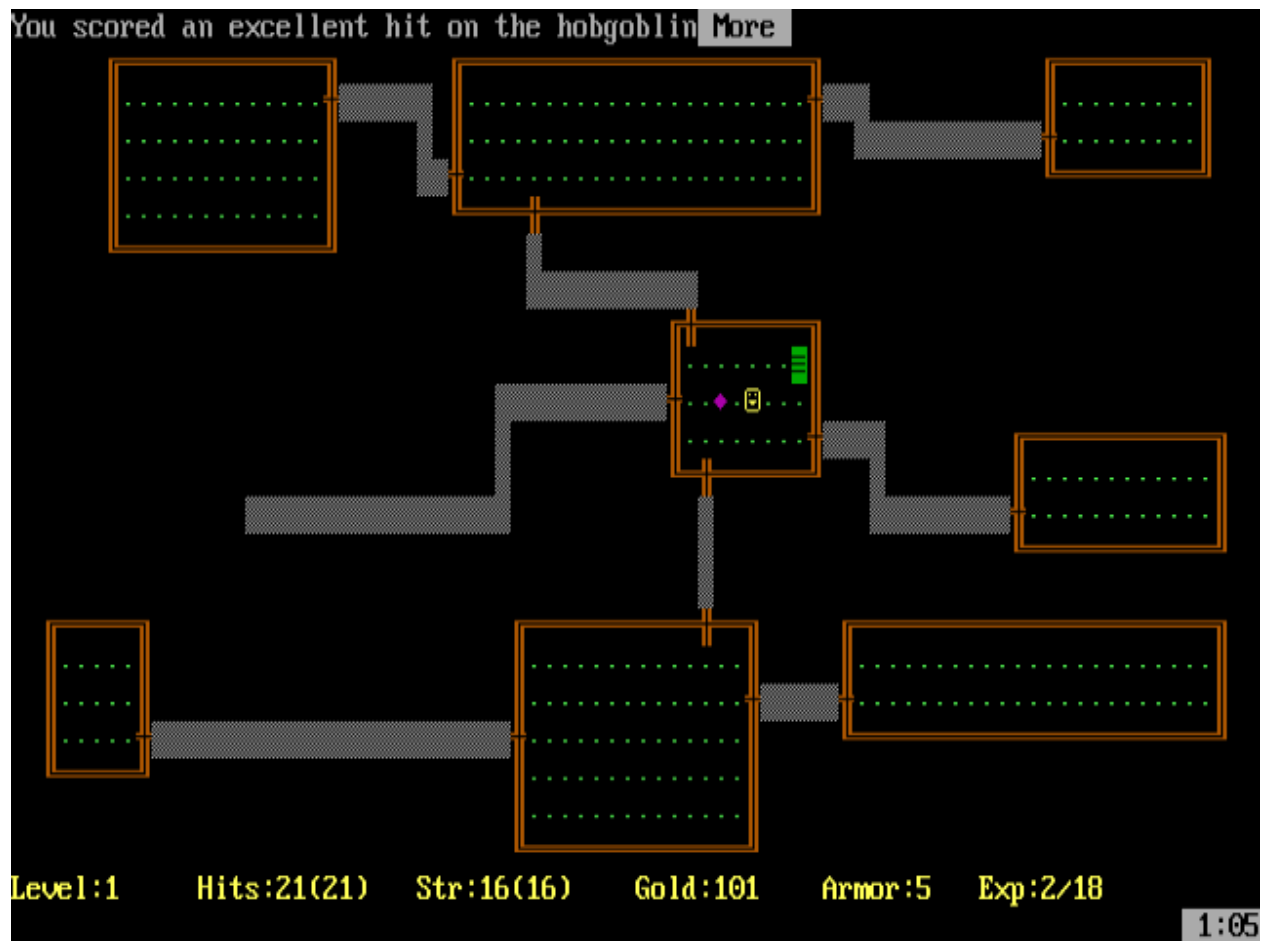 You scored an excellent hit on the hobgoblin More
Level:1 Hits:21(21) Str:16(16) Gold:101 Armor:5 Exp:2/18
1:05